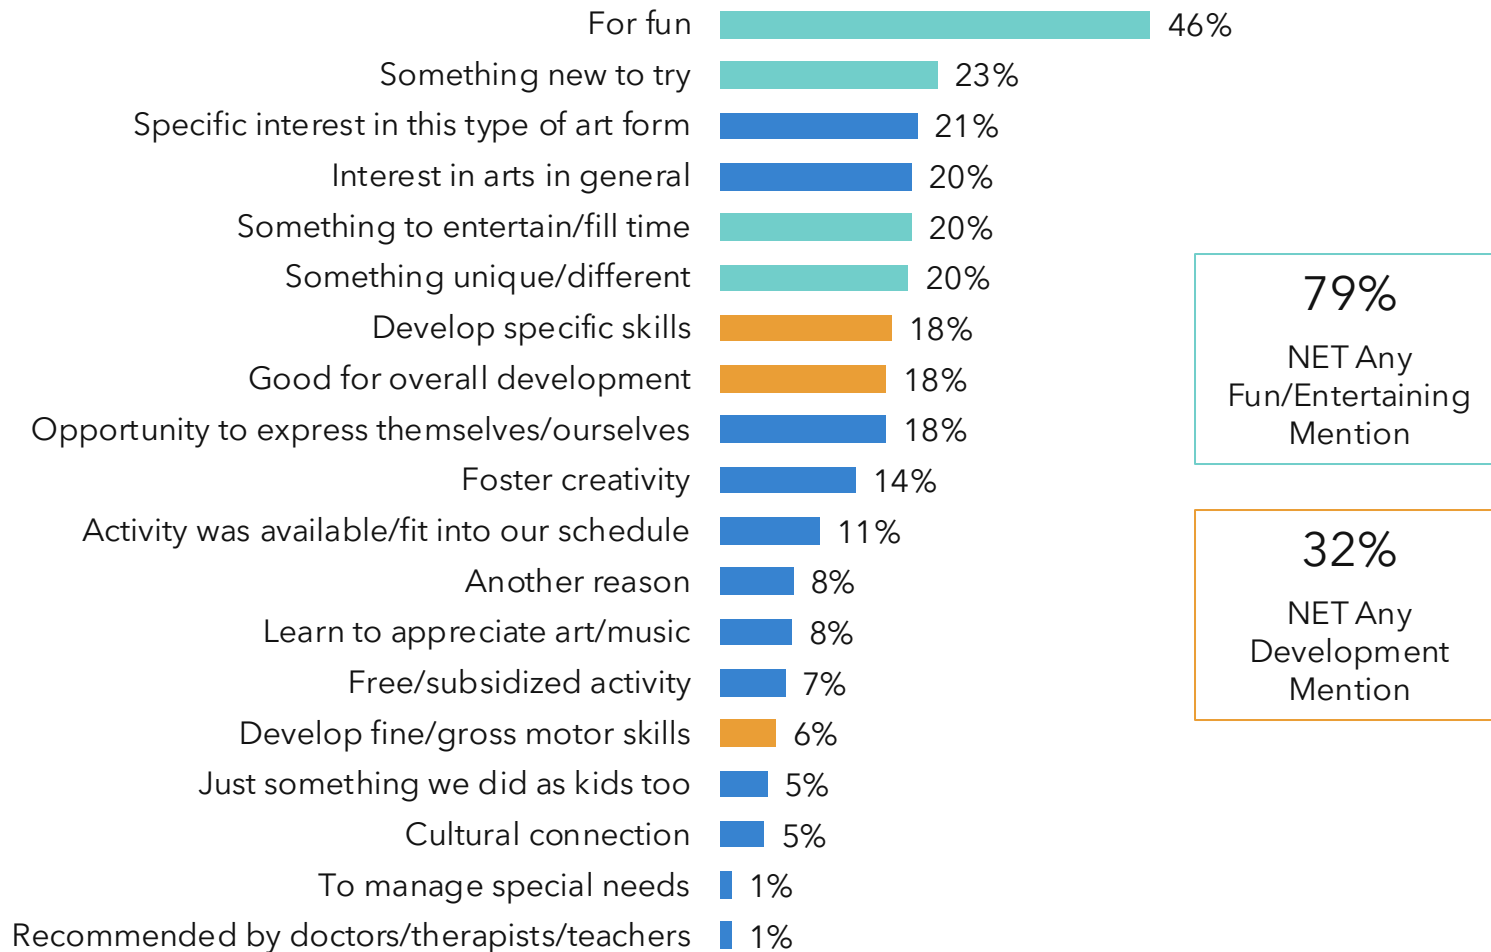 For fun 46%
Something new to try 23%
Specific interest in this type of art form 21%
Interest in arts in general 20%
Something to entertain/fill time 20%
Something unique/different 20%
Develop specific skills 18%
Good for overall development 18%
Opportunity to express themselves/ourselves 18%
Foster creativity 14%
Activity was available/fit into our schedule 11%
Another reason 8%
Learn to appreciate art/music 8%
Free/subsidized activity 7%
Develop fine/gross motor skills 6%
Just something we did as kids too 5%
Cultural connection 5%
To manage special needs 1%
Recommended by doctors/therapists/teachers 1%
79%
NET Any
Fun/Entertaining
Mention
32%
NET Any
Development
Mention